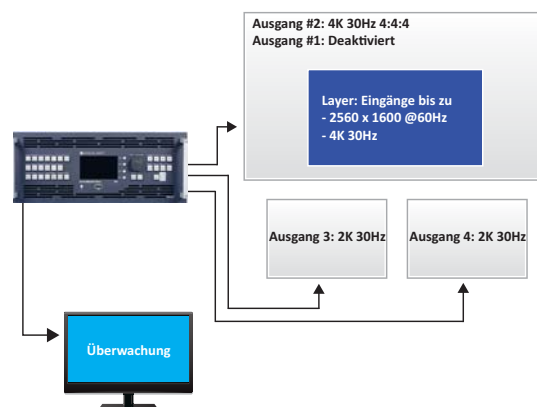 Ausgang #2: 4K 30Hz 4:4:4
Ausgang #1: Deaktiviert
Layer: Eingänge bis zu
- 2560 x 1600 @60Hz
- 4K 30Hz
Ausgang 3: 2K 30Hz
Ausgang 4: 2K 30Hz
Überwachung